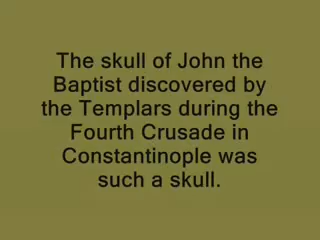 The skull of John the
Baptist discovered by
the Templars during the
Fourth Crusade in
Constantinople was
such a skull.